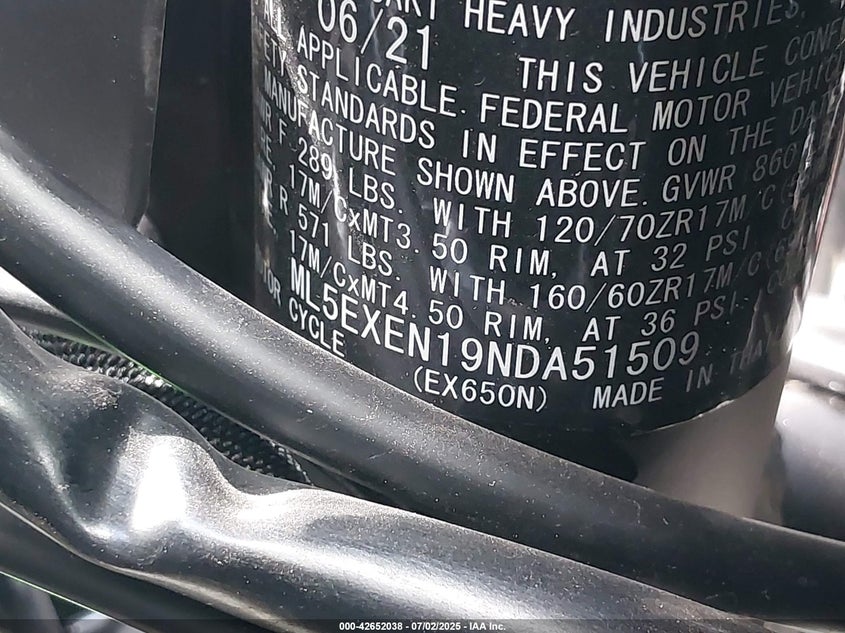 HEAVY INDUSTRIES,
06/21 THIS VEHICLE
ALL APPLICABLE FEDERAL MOTOR
STANDARDS IN EFFECT ON THE
MANUFACTURE SHOWN ABOVE. GVWR 860
F 289 LBS. WITH 120/70ZR17M/C
17M/CxMT3.50 RIM, AT 32 PSI
R 571 LBS. WITH 160/60ZR17M/C
17M/CxMT4.50 RIM, AT 36 PSI
ML5EXEN19NDA51509
CYCLE (EX650N) MADE IN
000-42652038 - 07/02/2025 - IAA Inc.